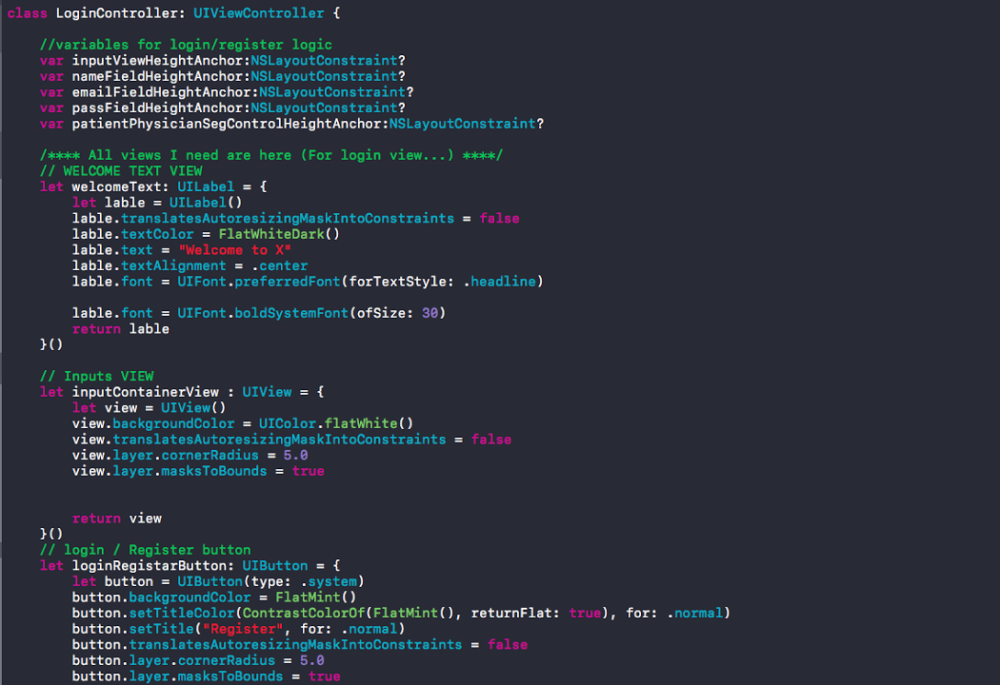 class LoginController: UIViewController {
//variables for login/register logic
var inputViewHeightAnchor:NSLayoutConstraint?
var nameFieldHeightAnchor:NSLayoutConstraint?
var emailFieldHeightAnchor:NSLayoutConstraint?
var passFieldHeightAnchor:NSLayoutConstraint?
var patientPhysicianSegControlHeightAnchor:NSLayoutConstraint?
/**** All views I need are here (For login view...) ****/
// WELCOME TEXT VIEW
let welcomeText: UILabel = {
let lable = UILabel()
lable.translatesAutoresizingMaskIntoConstraints = false
lable.textColor = FlatWhiteDark()
lable.text = "Welcome to X"
lable.textAlignment = .center
lable.font = UIFont.preferredFont(forTextStyle: .headline)
lable.font = UIFont.boldSystemFont(ofSize: 30)
return lable
}()
// Inputs VIEW
let inputContainerView : UIView = {
let view = UIView()
view.backgroundColor = UIColor.flatWhite()
view.translatesAutoresizingMaskIntoConstraints = false
view.layer.cornerRadius = 5.0
view.layer.masksToBounds = true
return view
}()
// login / Register button
let loginRegistarButton: UIButton = {
let button = UIButton(type: .system)
button.backgroundColor = FlatMint()
button.setTitleColor(ContrastColorOf(FlatMint(), returnFlat: true), for: .normal)
button.setTitle("Register", for: .normal)
button.translatesAutoresizingMaskIntoConstraints = false
button.layer.cornerRadius = 5.0
button.layer.masksToBounds = true